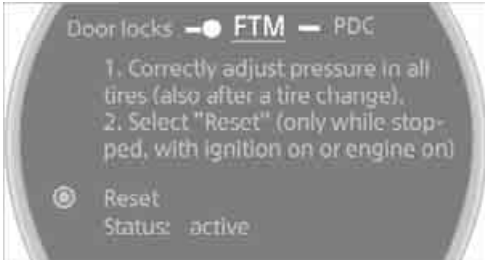 Door locks FTM PDC
1. Correctly adjust pressure in all
tires (also after a tire change).
2. Select "Reset" (only while stop-
ped, with ignition on or engine on)
Reset
Status: active